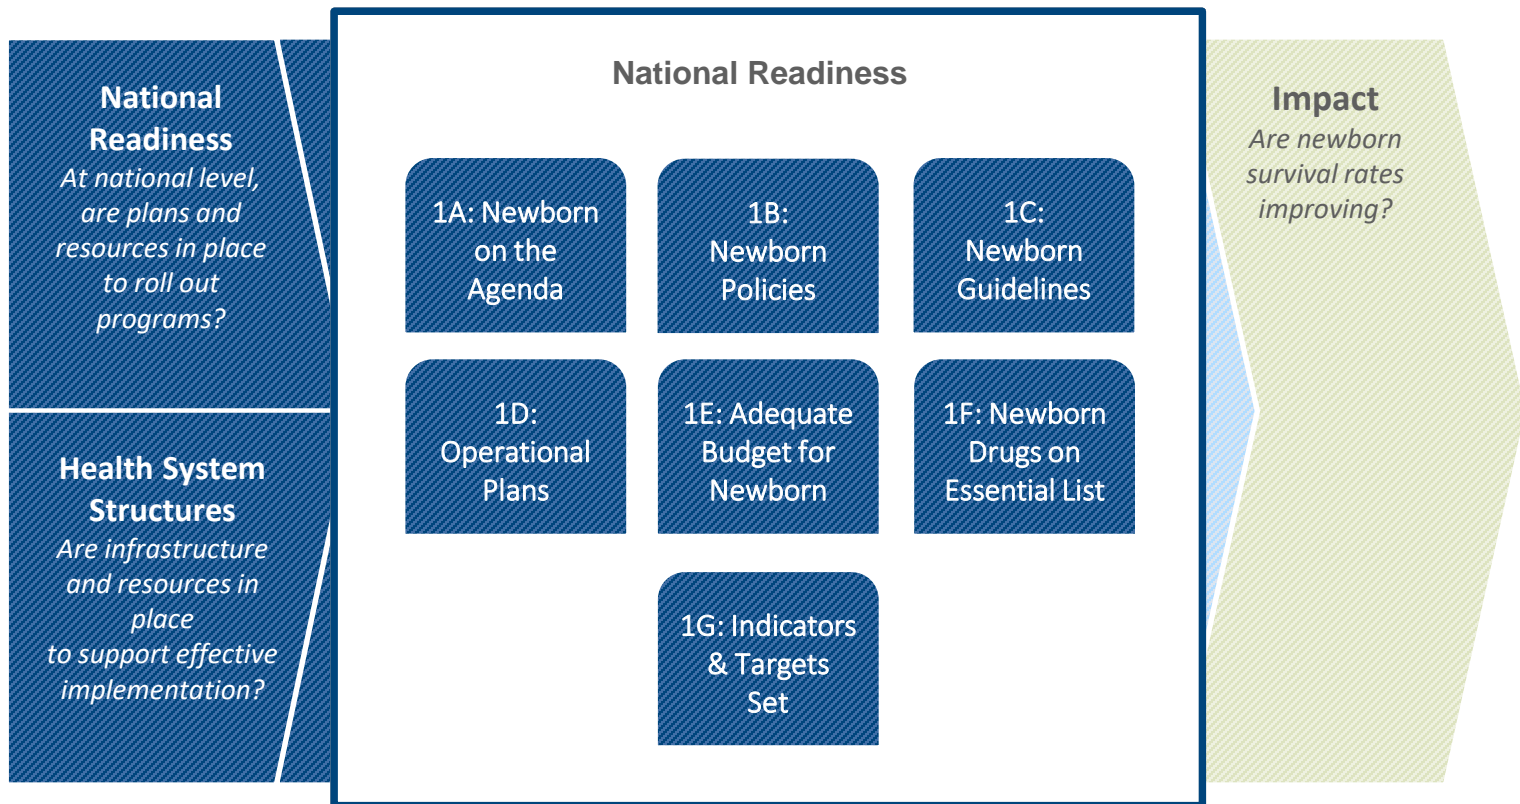 National
Readiness
At national level,
are plans and
resources in place
to roll out
programs?
Health System
Structures
Are infrastructure
and resources in
place
to support effective
implementation?
National Readiness
1A: Newborn
on the
Agenda
1B:
Newborn
Policies
1C:
Newborn
Guidelines
1D:
Operational
Plans
1E: Adequate
Budget for
Newborn
1F: Newborn
Drugs on
Essential List
1G: Indicators
& Targets
Set
Impact
Are newborn
survival rates
improving?